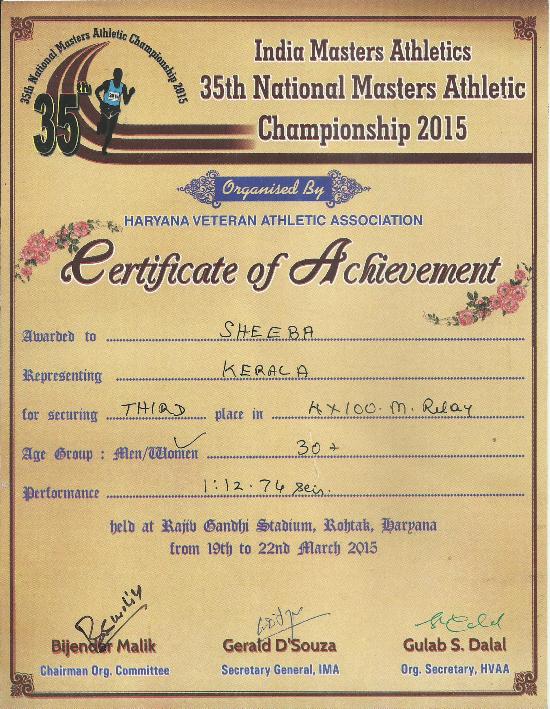 35th National Masters Athletic Championship 2015
35th
India Masters Athletics
35th National Masters Athletic
Championship 2015
Organised By
HARYANA VETERAN ATHLETIC ASSOCIATION
Certificate of Achievement
Awarded to SHEEBA
Representing KERALA
for securing THIRD place in 4x100.M. Relay
Age Group : Men/Women 30+
Performance 1:12.74 sec.
held at Rajiv Gandhi Stadium, Rohtak, Haryana
from 19th to 22nd March 2015
Bijender Malik Gerald D'Souza Gulab S. Dalal
Chairman Org. Committee Secretary General, IMA Org. Secretary, HVAA